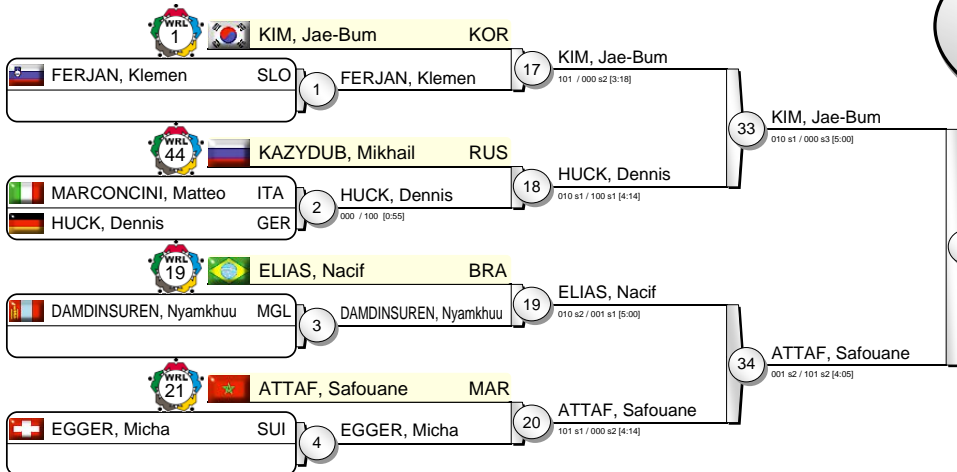 WRL
1
KIM, Jae-Bum KOR
FERJAN, Klemen SLO
1
FERJAN, Klemen
17
KIM, Jae-Bum
101 / 000 s2 [3:18]
WRL
44
KAZYDUB, Mikhail RUS
MARCONCINI, Matteo ITA
HUCK, Dennis GER
2
HUCK, Dennis
000 / 100 [0:55]
18
HUCK, Dennis
010 s1 / 100 s1 [4:14]
33
KIM, Jae-Bum
010 s1 / 000 s3 [5:00]
WRL
19
ELIAS, Nacif BRA
DAMDINSUREN, Nyamkhuu MGL
3
DAMDINSUREN, Nyamkhuu
19
ELIAS, Nacif
010 s2 / 001 s1 [5:00]
WRL
21
ATTAF, Safouane MAR
EGGER, Micha SUI
4
EGGER, Micha
20
ATTAF, Safouane
101 s1 / 000 s2 [4:14]
34
ATTAF, Safouane
001 s2 / 101 s2 [4:05]